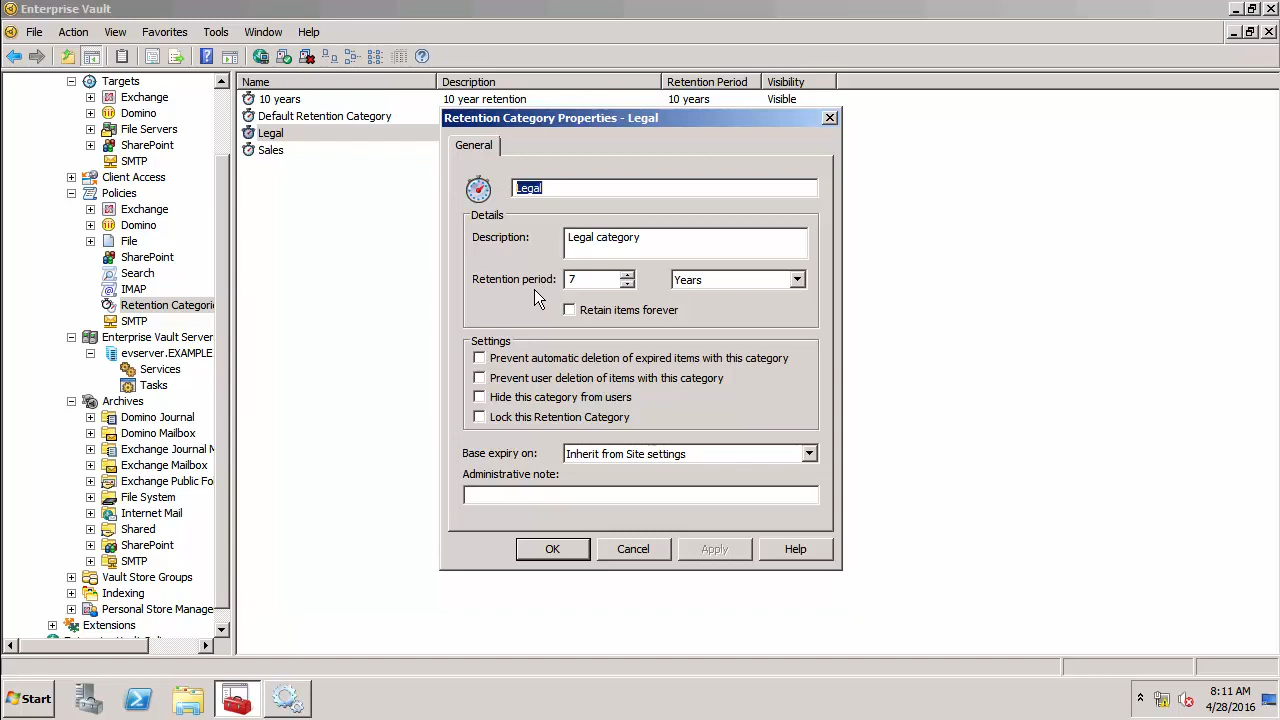 Enterprise Vault
File Action View Favorites Tools Window Help
Targets
Exchange
Domino
File Servers
SharePoint
SMTP
Client Access
Policies
Exchange
Domino
File
SharePoint
Search
IMAP
Retention Categori
SMTP
Enterprise Vault Server
evserver.EXAMPLE
Services
Tasks
Archives
Domino Journal
Domino Mailbox
Exchange Journal M
Exchange Mailbox
Exchange Public Fo
File System
Internet Mail
Shared
SharePoint
SMTP
Vault Store Groups
Indexing
Personal Store Manage
Extensions
Name Description Retention Period Visibility
10 years 10 year retention 10 years Visible
Default Retention Category
Legal
Sales
Retention Category Properties - Legal
General
Legal
Details
Description: Legal category
Retention period: 7 Years
Retain items forever
Settings
Prevent automatic deletion of expired items with this category
Prevent user deletion of items with this category
Hide this category from users
Lock this Retention Category
Base expiry on: Inherit from Site settings
Administrative note:
OK Cancel Apply Help
Start
8:11 AM
4/28/2016